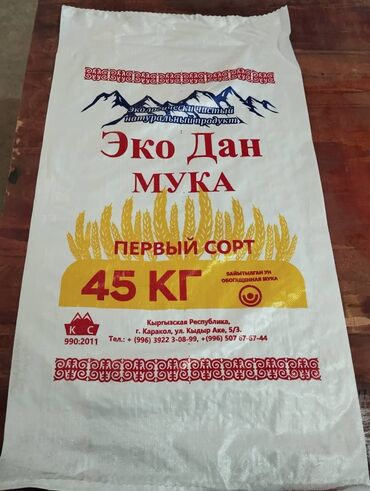 Экологически чистый
натуральный продукт
Эко Дан
МУКА
ПЕРВЫЙ СОРТ
45 КГ
БАЙЫТЫЛГАН УН
ОБОГАЩЕННАЯ МУКА
К С
990:2011
Кыргызская Республика,
г. Каракол, ул. Кыдыр Аке, 5/3.
Тел.: + (996) 3922 3-08-99, +(996) 507 67-67-44